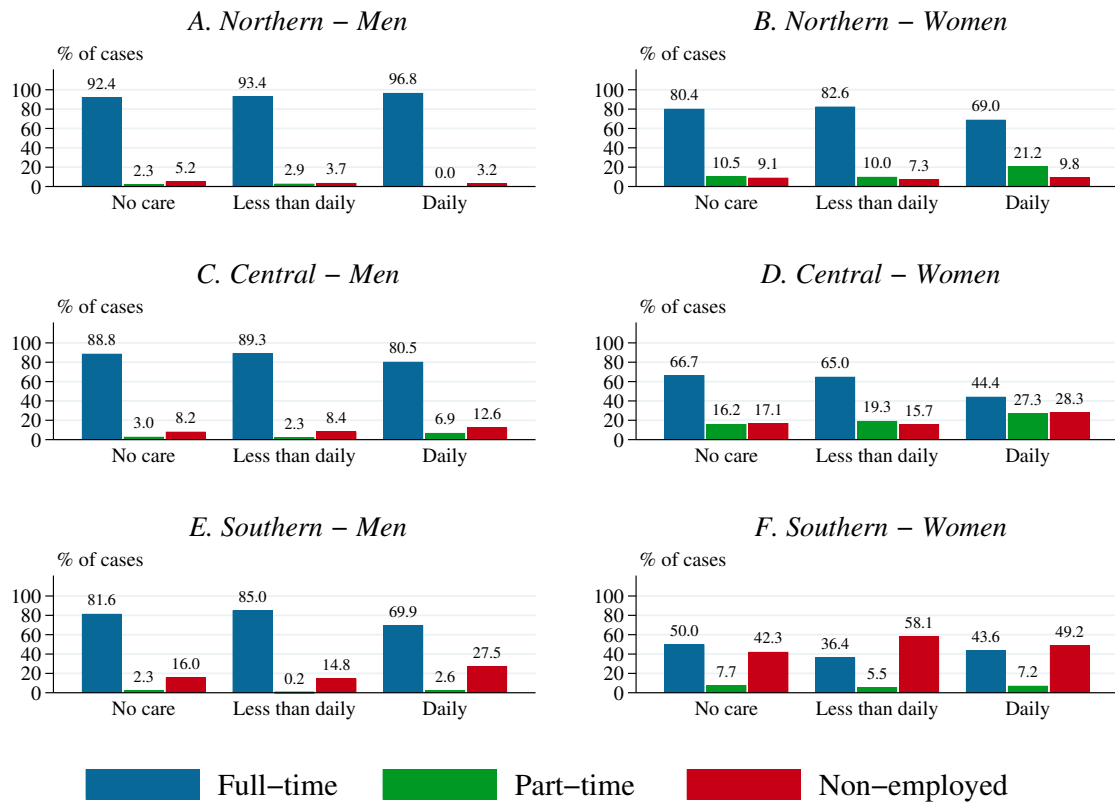 A. Northern − Men
% of cases
100
80
60
40
20
0
92.4 2.3 5.2 93.4 2.9 3.7 96.8 0.0 3.2
No care Less than daily Daily
B. Northern − Women
% of cases
100
80
60
40
20
0
80.4 10.5 9.1 82.6 10.0 7.3 69.0 21.2 9.8
No care Less than daily Daily
C. Central − Men
% of cases
100
80
60
40
20
0
88.8 3.0 8.2 89.3 2.3 8.4 80.5 6.9 12.6
No care Less than daily Daily
D. Central − Women
% of cases
100
80
60
40
20
0
66.7 16.2 17.1 65.0 19.3 15.7 44.4 27.3 28.3
No care Less than daily Daily
E. Southern − Men
% of cases
100
80
60
40
20
0
81.6 2.3 16.0 85.0 0.2 14.8 69.9 2.6 27.5
No care Less than daily Daily
F. Southern − Women
% of cases
100
80
60
40
20
0
50.0 7.7 42.3 36.4 5.5 58.1 43.6 7.2 49.2
No care Less than daily Daily
Full−time Part−time Non−employed